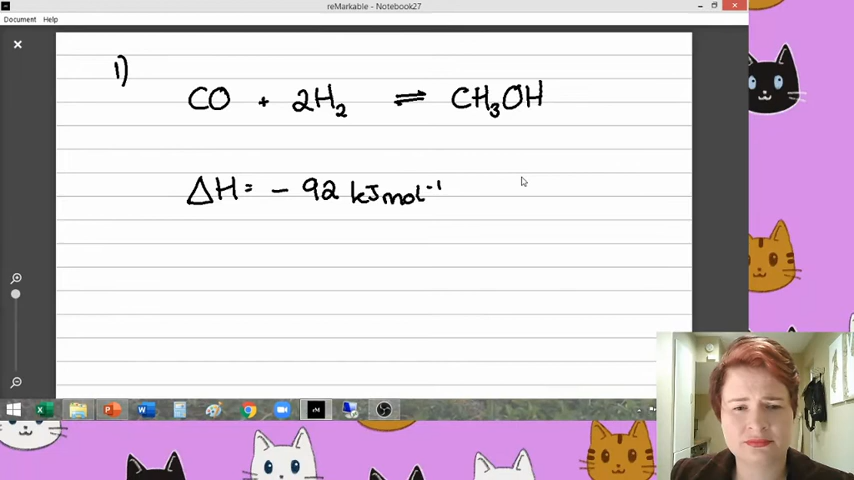 reMarkable - Notebook27
Document Help
1)
CO + 2H₂ ⇌ CH₃OH
ΔH = - 92 kJmol⁻¹